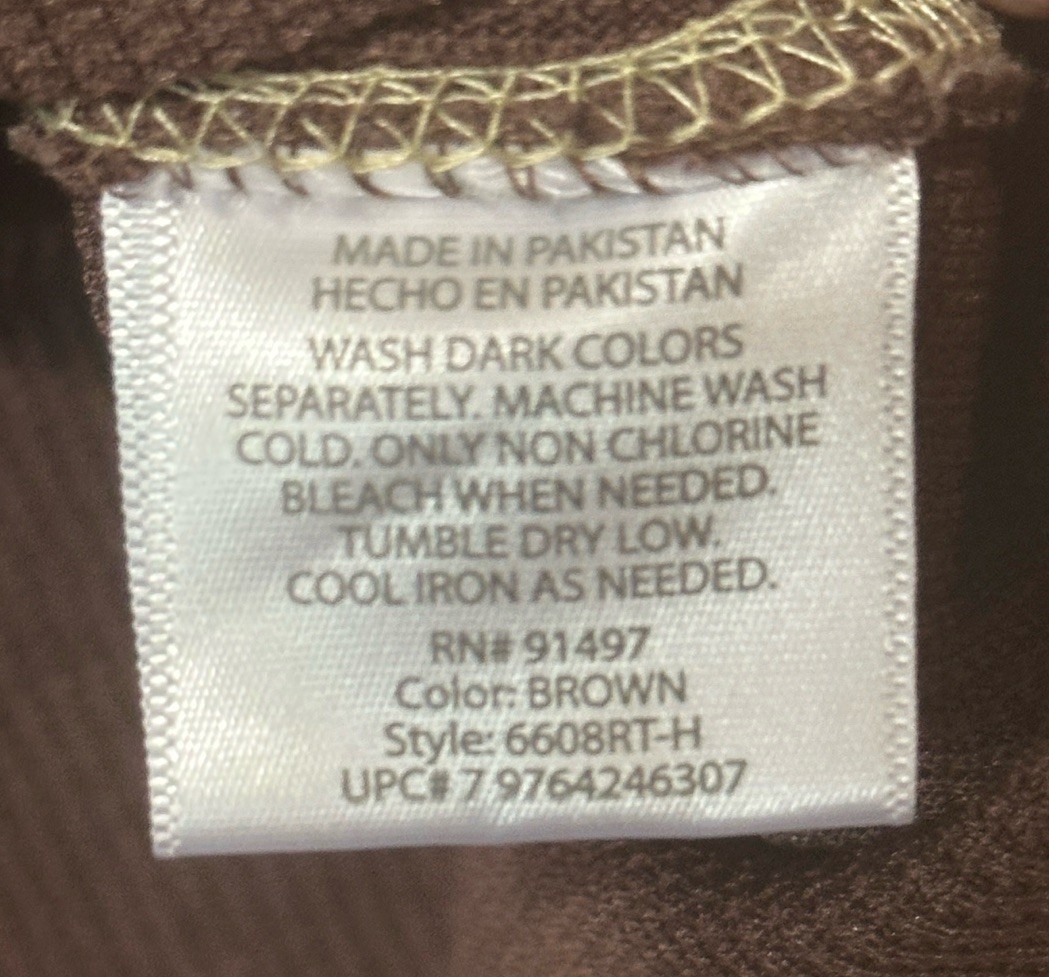 MADE IN PAKISTAN
HECHO EN PAKISTAN
WASH DARK COLORS
SEPARATELY. MACHINE WASH
COLD. ONLY NON CHLORINE
BLEACH WHEN NEEDED.
TUMBLE DRY LOW.
COOL IRON AS NEEDED.
RN# 91497
Color: BROWN
Style: 6608RT-H
UPC# 7 9764246307